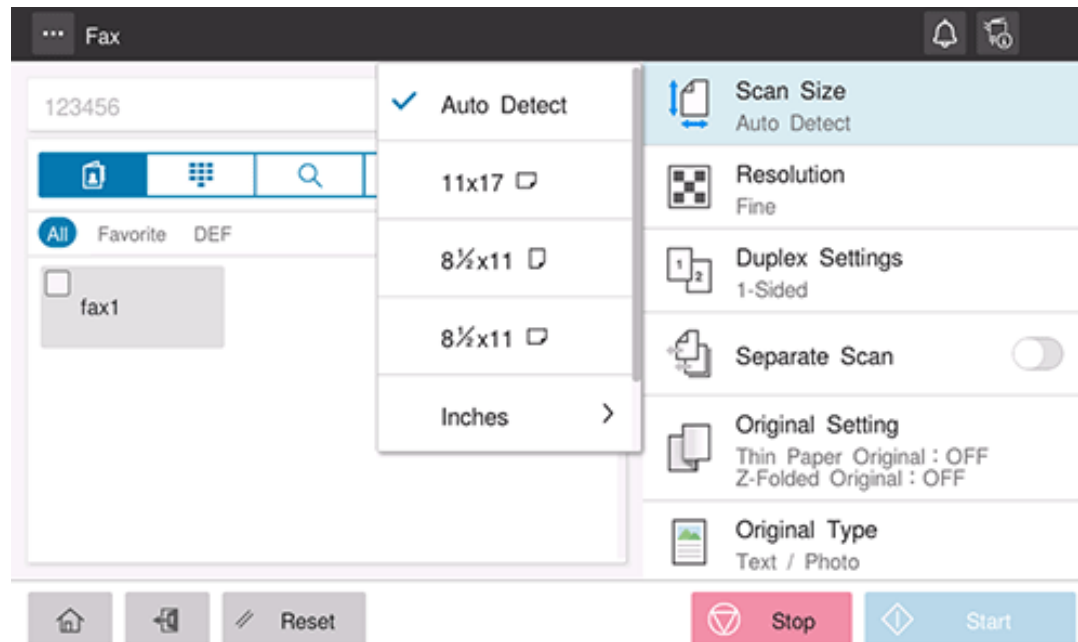 Fax
123456
All Favorite DEF
fax1
Auto Detect
11x17
8½x11
8½x11
Inches
Scan Size
Auto Detect
Resolution
Fine
1 2
Duplex Settings
1-Sided
Separate Scan
Original Setting
Thin Paper Original : OFF
Z-Folded Original : OFF
Original Type
Text / Photo
Reset
Stop
Start